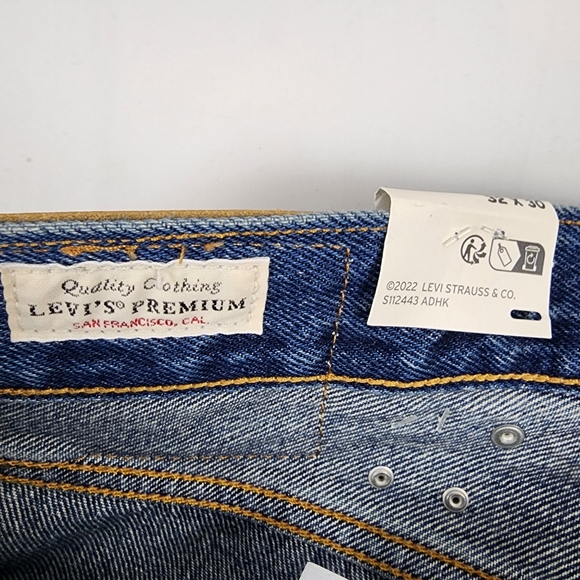 Quality Clothing
LEVI'S® PREMIUM
SAN FRANCISCO, CAL.
32 X 30
©2022 LEVI STRAUSS & CO.
S112443 ADHK